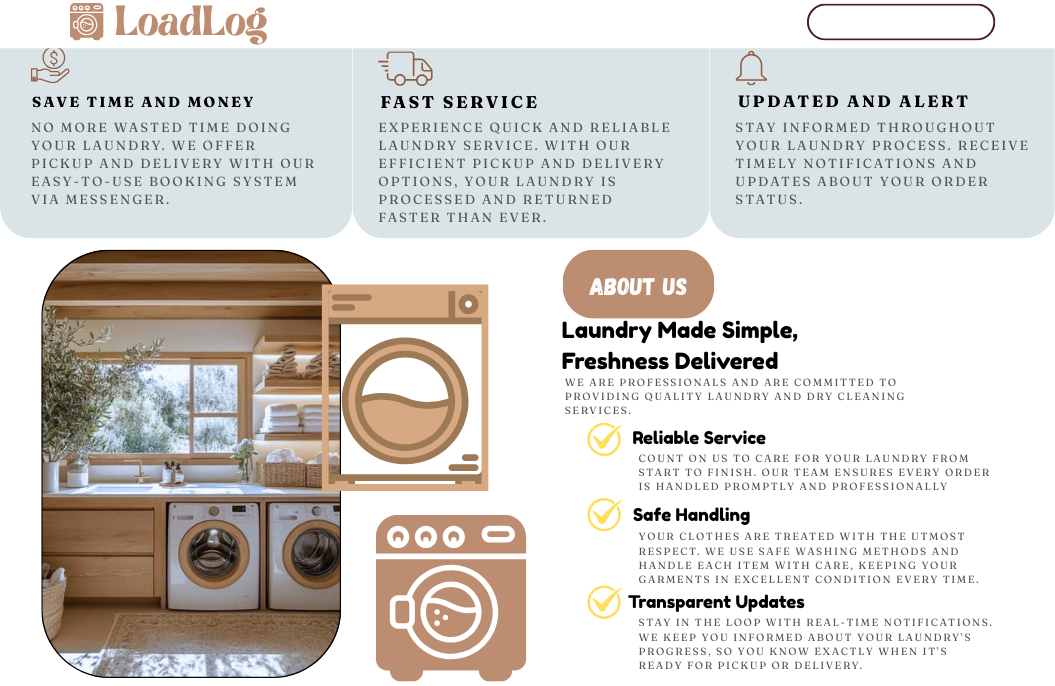 LoadLog
SAVE TIME AND MONEY
NO MORE WASTED TIME DOING
YOUR LAUNDRY. WE OFFER
PICKUP AND DELIVERY WITH OUR
EASY-TO-USE BOOKING SYSTEM
VIA MESSENGER.
FAST SERVICE
EXPERIENCE QUICK AND RELIABLE
LAUNDRY SERVICE. WITH OUR
EFFICIENT PICKUP AND DELIVERY
OPTIONS, YOUR LAUNDRY IS
PROCESSED AND RETURNED
FASTER THAN EVER.
UPDATED AND ALERT
STAY INFORMED THROUGHOUT
YOUR LAUNDRY PROCESS. RECEIVE
TIMELY NOTIFICATIONS AND
UPDATES ABOUT YOUR ORDER
STATUS.
ABOUT US
Laundry Made Simple,
Freshness Delivered
WE ARE PROFESSIONALS AND ARE COMMITTED TO
PROVIDING QUALITY LAUNDRY AND DRY CLEANING
SERVICES.
Reliable Service
COUNT ON US TO CARE FOR YOUR LAUNDRY FROM
START TO FINISH. OUR TEAM ENSURES EVERY ORDER
IS HANDLED PROMPTLY AND PROFESSIONALLY
Safe Handling
YOUR CLOTHES ARE TREATED WITH THE UTMOST
RESPECT. WE USE SAFE WASHING METHODS AND
HANDLE EACH ITEM WITH CARE, KEEPING YOUR
GARMENTS IN EXCELLENT CONDITION EVERY TIME.
Transparent Updates
STAY IN THE LOOP WITH REAL-TIME NOTIFICATIONS.
WE KEEP YOU INFORMED ABOUT YOUR LAUNDRY'S
PROGRESS, SO YOU KNOW EXACTLY WHEN IT'S
READY FOR PICKUP OR DELIVERY.